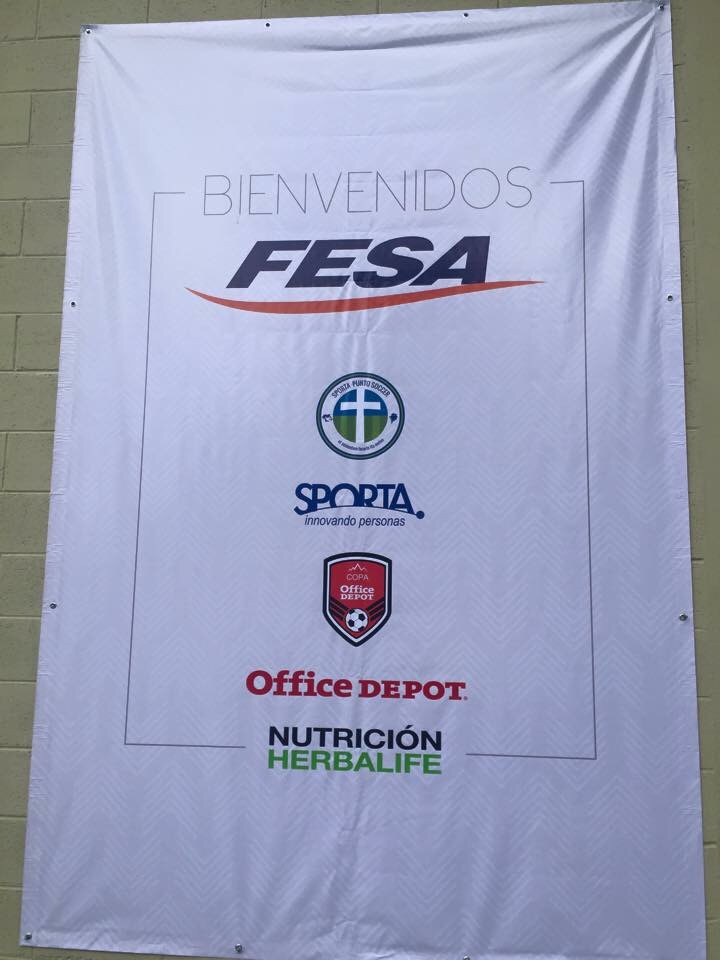 BIENVENIDOS
FESA
SPORTA PUNTO SOCCER
SPORTA
innovando personas
COPA
Office
DEPOT
Office DEPOT
NUTRICIÓN
HERBALIFE